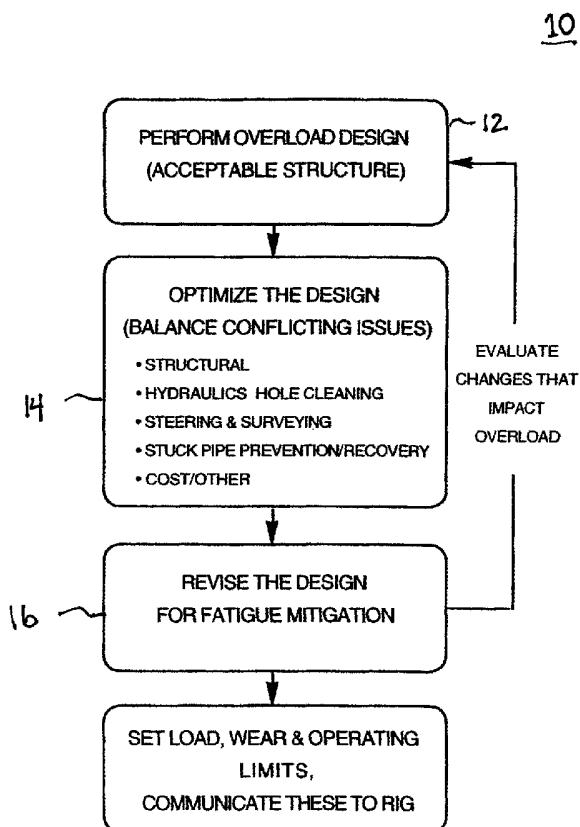 10
12
PERFORM OVERLOAD DESIGN
(ACCEPTABLE STRUCTURE)
OPTIMIZE THE DESIGN
(BALANCE CONFLICTING ISSUES)
• STRUCTURAL
• HYDRAULICS HOLE CLEANING
• STEERING & SURVEYING
• STUCK PIPE PREVENTION/RECOVERY
• COST/OTHER
14
EVALUATE
CHANGES THAT
IMPACT
OVERLOAD
REVISE THE DESIGN
FOR FATIGUE MITIGATION
16
SET LOAD, WEAR & OPERATING
LIMITS,
COMMUNICATE THESE TO RIG